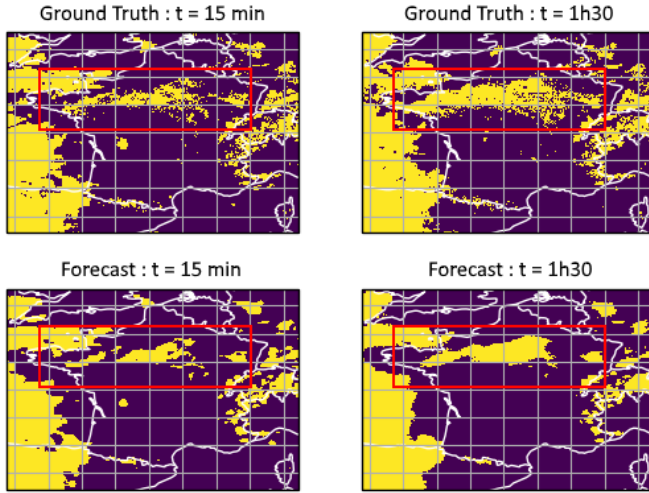 Ground Truth : t = 15 min
Ground Truth : t = 1h30
Forecast : t = 15 min
Forecast : t = 1h30